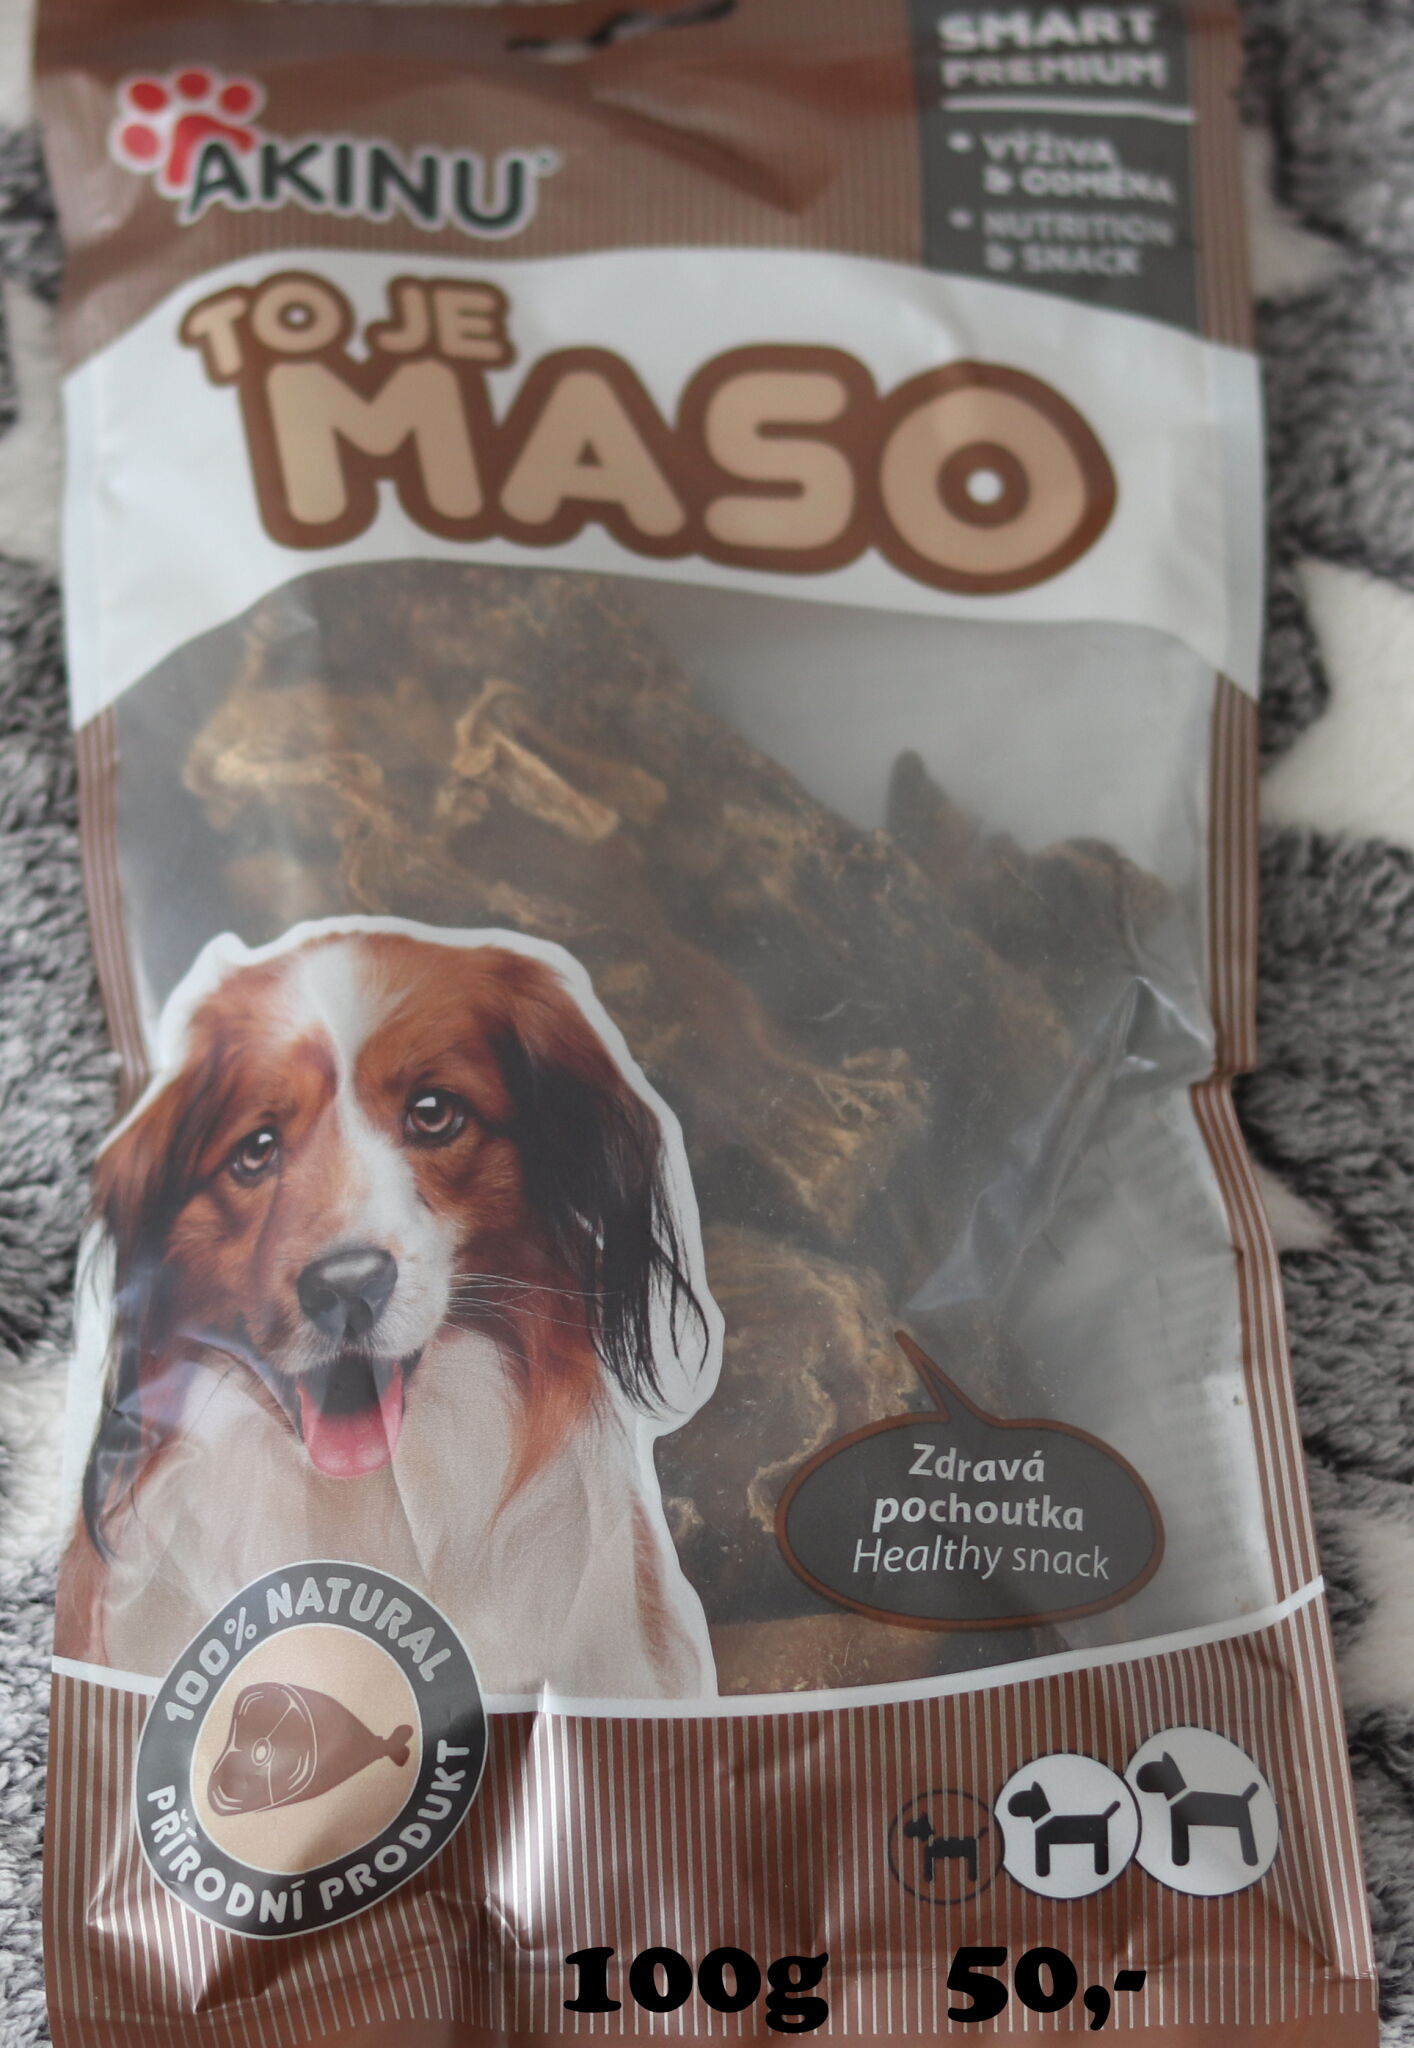 AKINU
SMART
PREMIUM
• VÝŽIVA
& ODMĚNA
• NUTRITION
& SNACK
TO JE
MASO
Zdravá
pochoutka
Healthy snack
100% NATURAL
PŘÍRODNÍ PRODUKT
100g 50,-